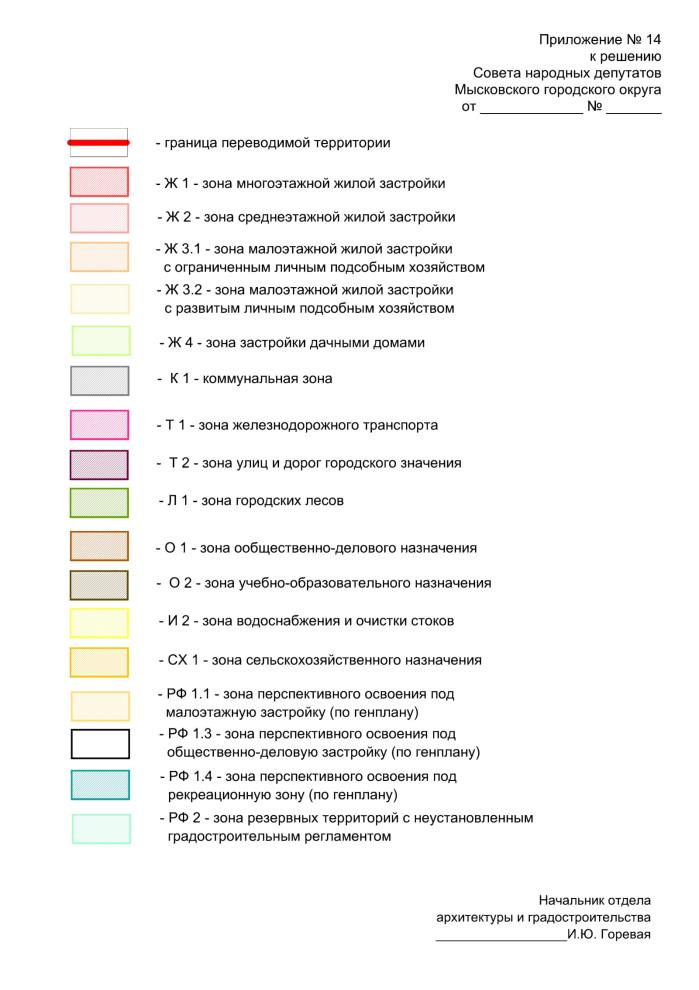 Приложение № 14
к решению
Совета народных депутатов
Мысковского городского округа
от _____________ № _______
- граница переводимой территории
- Ж 1 - зона многоэтажной жилой застройки
- Ж 2 - зона среднеэтажной жилой застройки
- Ж 3.1 - зона малоэтажной жилой застройки
с ограниченным личным подсобным хозяйством
- Ж 3.2 - зона малоэтажной жилой застройки
с развитым личным подсобным хозяйством
- Ж 4 - зона застройки дачными домами
- К 1 - коммунальная зона
- Т 1 - зона железнодорожного транспорта
- Т 2 - зона улиц и дорог городского значения
- Л 1 - зона городских лесов
- О 1 - зона ообщественно-делового назначения
- О 2 - зона учебно-образовательного назначения
- И 2 - зона водоснабжения и очистки стоков
- СХ 1 - зона сельскохозяйственного назначения
- РФ 1.1 - зона перспективного освоения под
малоэтажную застройку (по генплану)
- РФ 1.3 - зона перспективного освоения под
общественно-деловую застройку (по генплану)
- РФ 1.4 - зона перспективного освоения под
рекреационную зону (по генплану)
- РФ 2 - зона резервных территорий с неустановленным
градостроительным регламентом
Начальник отдела
архитектуры и градостроительства
_________________И.Ю. Горевая